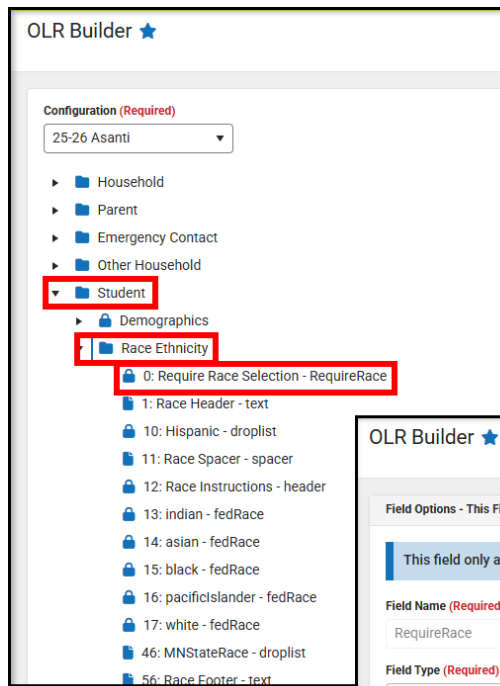 OLR Builder
Configuration (Required)
25-26 Asanti
Household
Parent
Emergency Contact
Other Household
Student
Demographics
Race Ethnicity
0: Require Race Selection - RequireRace
1: Race Header - text
10: Hispanic - droplist
11: Race Spacer - spacer
12: Race Instructions - header
13: indian - fedRace
14: asian - fedRace
15: black - fedRace
16: pacificIslander - fedRace
17: white - fedRace
46: MNStateRace - droplist
56: Race Footer - text
OLR Builder
Field Options - This Fi
This field only a
Field Name (Required
RequireRace
Field Type (Required)